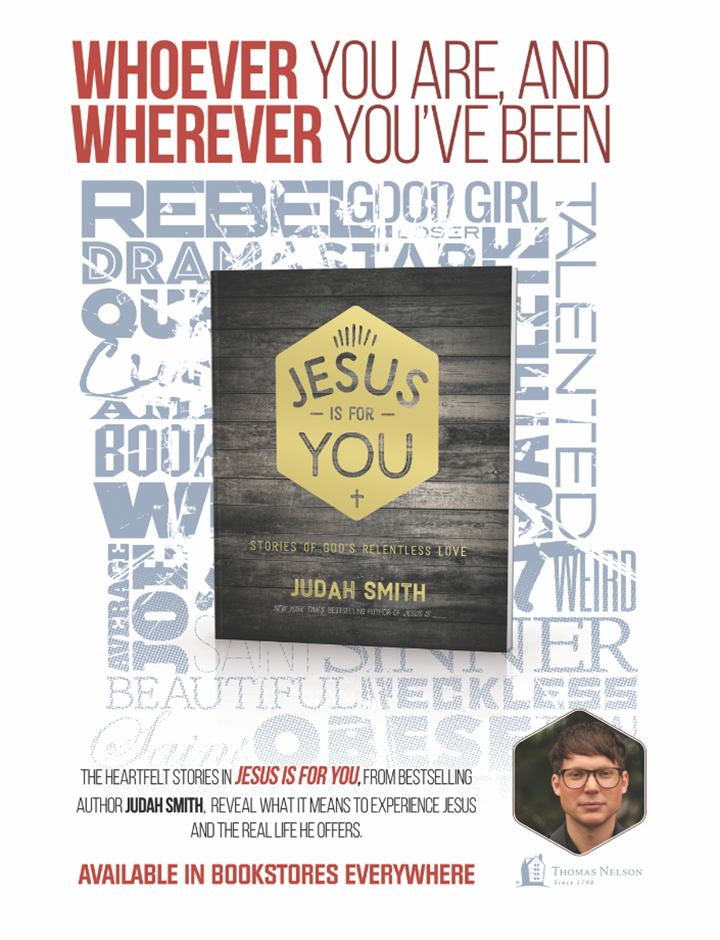 WHOEVER YOU ARE, AND
WHEREVER YOU'VE BEEN
REBEL GOOD GIRL
LOSER
TALENTED
JESUS
IS FOR
YOU
STORIES OF GOD'S RELENTLESS LOVE
JUDAH SMITH
NEW YORK TIMES BESTSELLING AUTHOR OF JESUS IS ___
WEIRD
AVERAGE
JOE
SAINT SINNER
BEAUTIFUL RECKLESS
Saint OBESE
THE HEARTFELT STORIES IN JESUS IS FOR YOU, FROM BESTSELLING
AUTHOR JUDAH SMITH, REVEAL WHAT IT MEANS TO EXPERIENCE JESUS
AND THE REAL LIFE HE OFFERS.
AVAILABLE IN BOOKSTORES EVERYWHERE
THOMAS NELSON
Since 1798